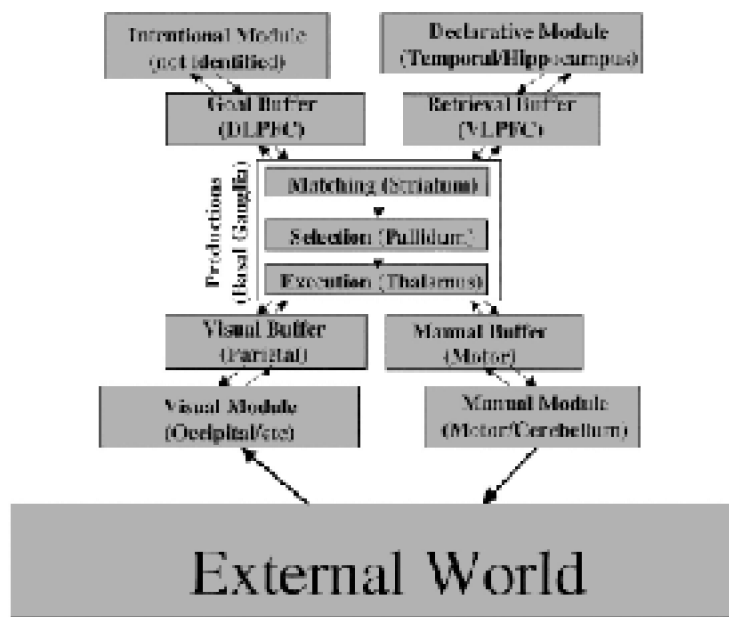 Intentional Module
(not identified)
Declarative Module
(Temporal/Hippocampus)
Goal Buffer
(DLPFC)
Retrieval Buffer
(VLPFC)
Productions
(Basal Ganglia)
Matching (Striatum)
Selection (Pallidum)
Execution (Thalamus)
Visual Buffer
(Parietal)
Manual Buffer
(Motor)
Visual Module
(Occipital/etc)
Manual Module
(Motor/Cerebellum)
External World